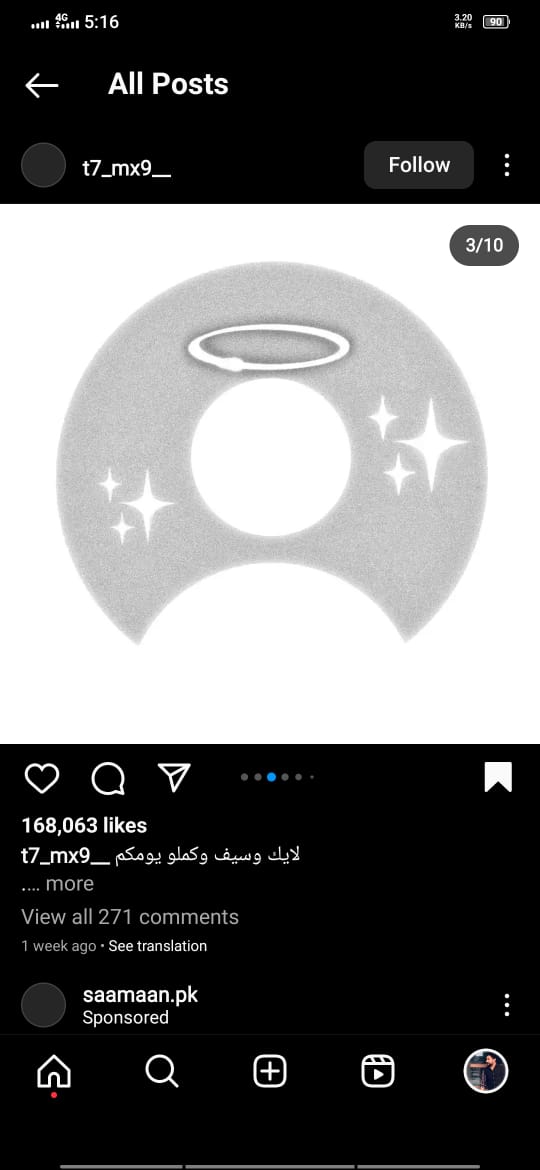 4G 5:16 3.20 KB/s 90
All Posts
t7_mx9__ Follow
3/10
168,063 likes
t7_mx9__ لايك وسيف وكملو يومكم
.... more
View all 271 comments
1 week ago • See translation
saamaan.pk
Sponsored